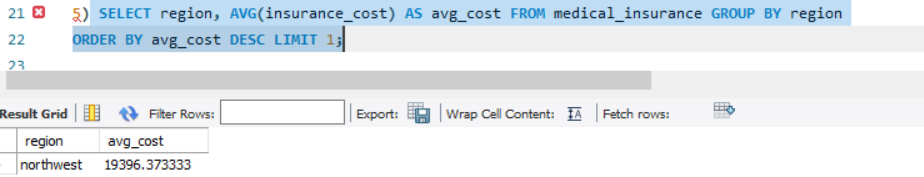 21 5) SELECT region, AVG(insurance_cost) AS avg_cost FROM medical_insurance GROUP BY region
22 ORDER BY avg_cost DESC LIMIT 1;
23
Result Grid Filter Rows: Export: Wrap Cell Content: IA Fetch rows:
region avg_cost
northwest 19396.373333